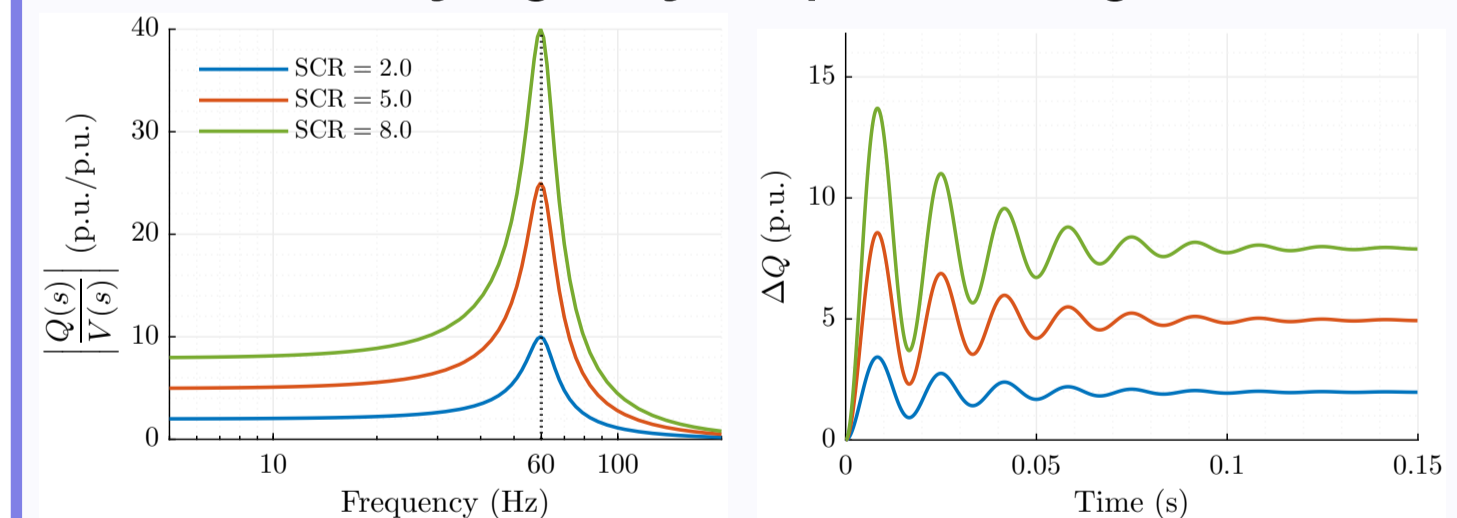 40
30
20
10
0
10
60
100
Frequency (Hz)
|Q(s)/V(s)| (p.u./p.u.)
SCR = 2.0
SCR = 5.0
SCR = 8.0
15
10
5
0
0
0.05
0.1
0.15
Time (s)
ΔQ (p.u.)